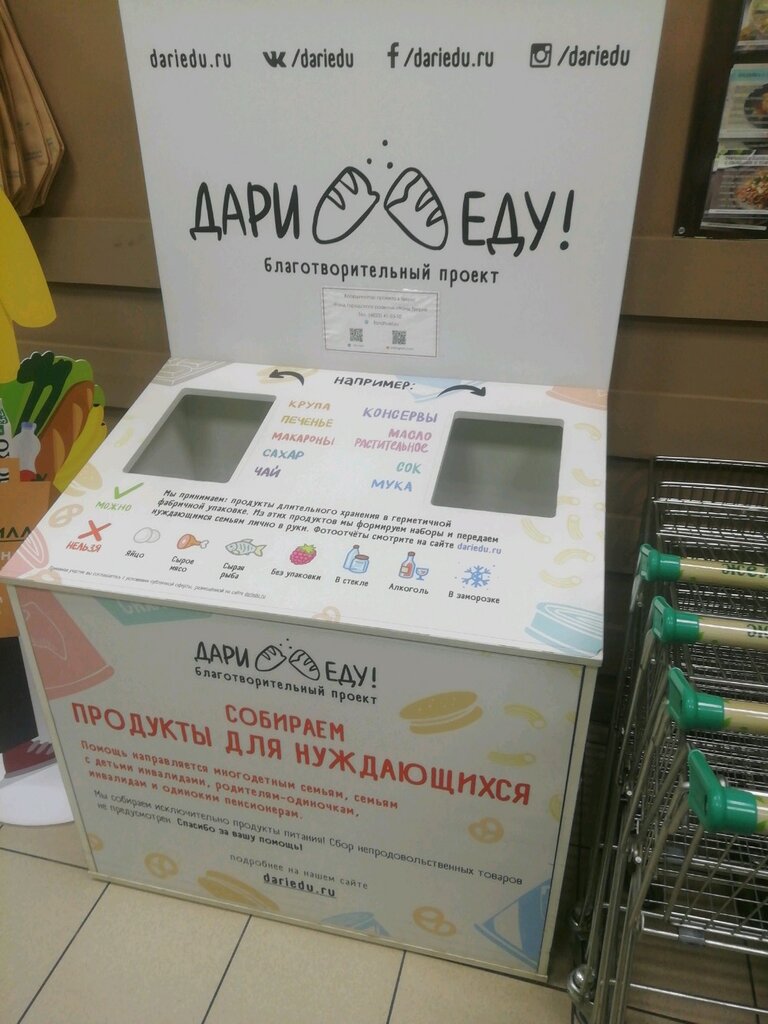 dariedu.ru /dariedu /dariedu.ru /dariedu
ДАРИ ЕДУ!
благотворительный проект
НАПРИМЕР:
КРУПА
ПЕЧЕНЬЕ
МАКАРОНЫ
САХАР
ЧАЙ
КОНСЕРВЫ
МАСЛО
РАСТИТЕЛЬНОЕ
СОК
МУКА
МОЖНО
Мы принимаем: продукты длительного хранения в герметичной
фабричной упаковке. Из этих продуктов мы формируем наборы и передаем
нуждающимся семьям лично в руки. Фотоотчёты смотрите на сайте dariedu.ru
НЕЛЬЗЯ
Яйцо
Сырое
мясо
Сырая
рыба
Без упаковки
В стекле
Алкоголь
В заморозке
ДАРИ ЕДУ!
благотворительный проект
СОБИРАЕМ
ПРОДУКТЫ ДЛЯ НУЖДАЮЩИХСЯ
Помощь направляется многодетным семьям, семьям
с детьми инвалидами, родителям-одиночкам,
инвалидам и одиноким пенсионерам.
Мы собираем исключительно продукты питания! Сбор непродовольственных товаров
не предусмотрен. Спасибо за вашу помощь!
подробнее на нашем сайте
dariedu.ru